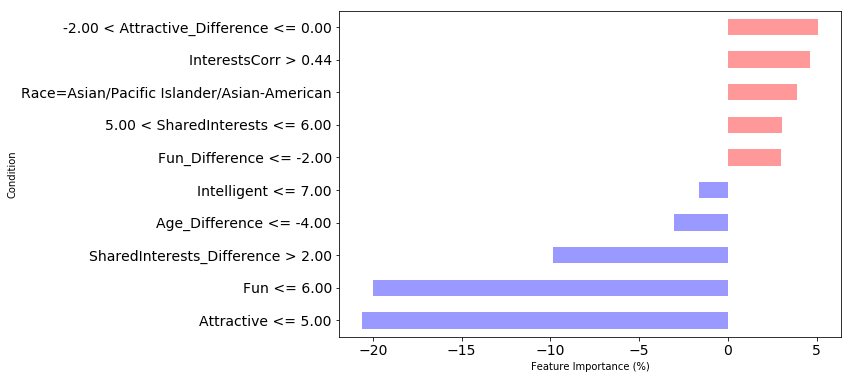 -2.00 < Attractive_Difference <= 0.00
InterestsCorr > 0.44
Race=Asian/Pacific Islander/Asian-American
5.00 < SharedInterests <= 6.00
Fun_Difference <= -2.00
Intelligent <= 7.00
Age_Difference <= -4.00
SharedInterests_Difference > 2.00
Fun <= 6.00
Attractive <= 5.00
Condition
−20 −15 −10 −5 0 5
Feature Importance (%)